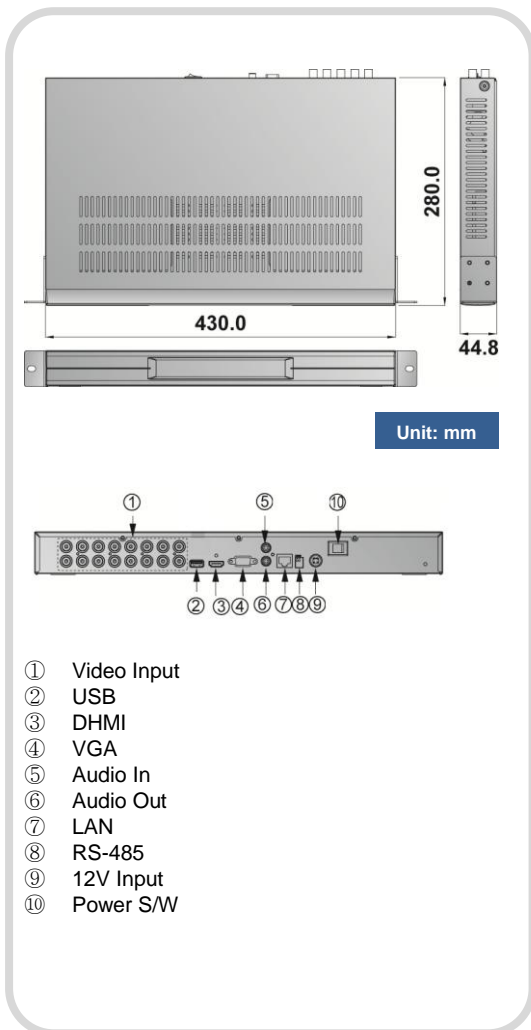 280.0
430.0
44.8
Unit: mm
① ⑤ ⑩
② ③ ④ ⑥ ⑦ ⑧ ⑨
① Video Input
② USB
③ DHMI
④ VGA
⑤ Audio In
⑥ Audio Out
⑦ LAN
⑧ RS-485
⑨ 12V Input
⑩ Power S/W